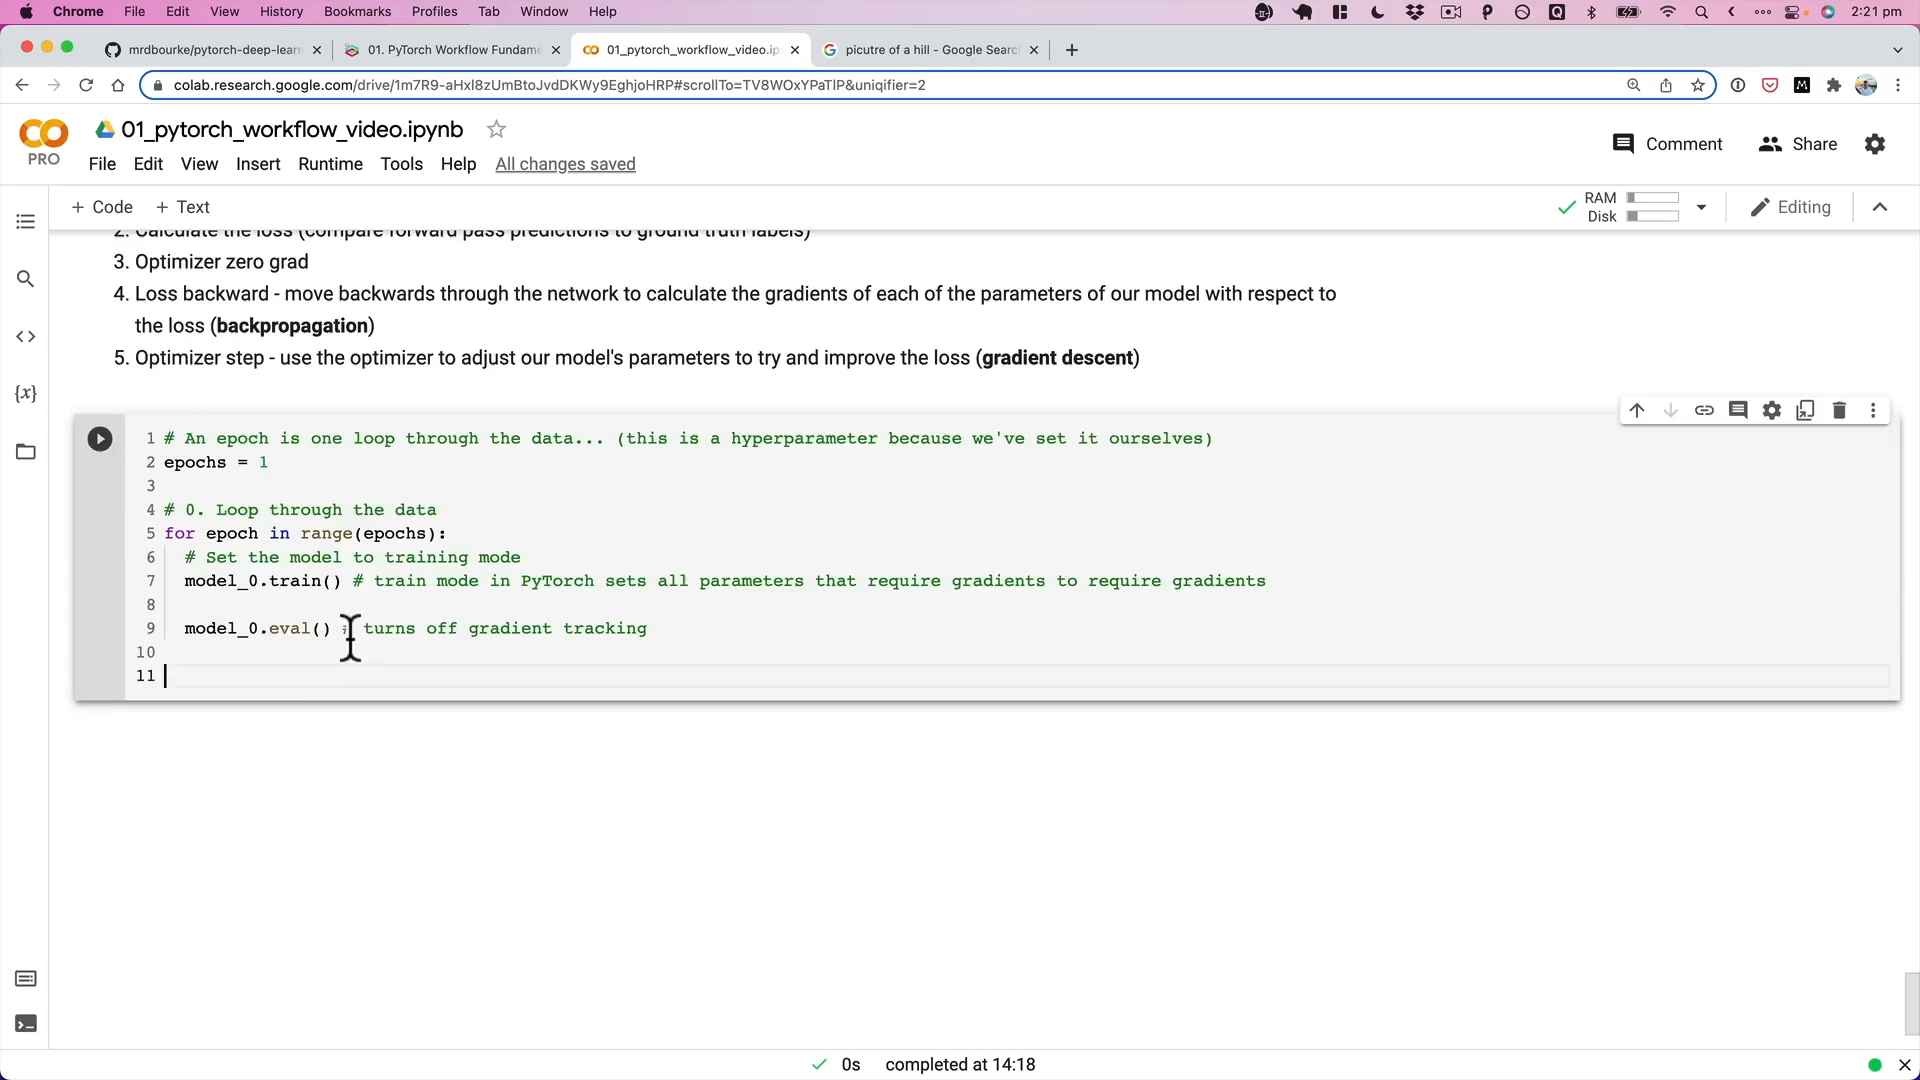 Chrome File Edit View History Bookmarks Profiles Tab Window Help 2:21 pm
mrdbourke/pytorch-deep-learn 01. PyTorch Workflow Fundame 01_pytorch_workflow_video.ip picutre of a hill - Google Searc
colab.research.google.com/drive/1m7R9-aHxl8zUmBtoJvdDKWy9EghjoHRP#scrollTo=TV8WOxYPaTlP&uniqifier=2
01_pytorch_workflow_video.ipynb
PRO
Comment Share
File Edit View Insert Runtime Tools Help All changes saved
+ Code + Text
RAM
Disk
Editing
2. Calculate the loss (compare forward pass predictions to ground truth labels)
3. Optimizer zero grad
4. Loss backward - move backwards through the network to calculate the gradients of each of the parameters of our model with respect to
the loss (backpropagation)
5. Optimizer step - use the optimizer to adjust our model's parameters to try and improve the loss (gradient descent)
1 # An epoch is one loop through the data... (this is a hyperparameter because we've set it ourselves)
2 epochs = 1
3
4 # 0. Loop through the data
5 for epoch in range(epochs):
6 # Set the model to training mode
7 model_0.train() # train mode in PyTorch sets all parameters that require gradients to require gradients
8
9 model_0.eval() # turns off gradient tracking
10
11
0s completed at 14:18